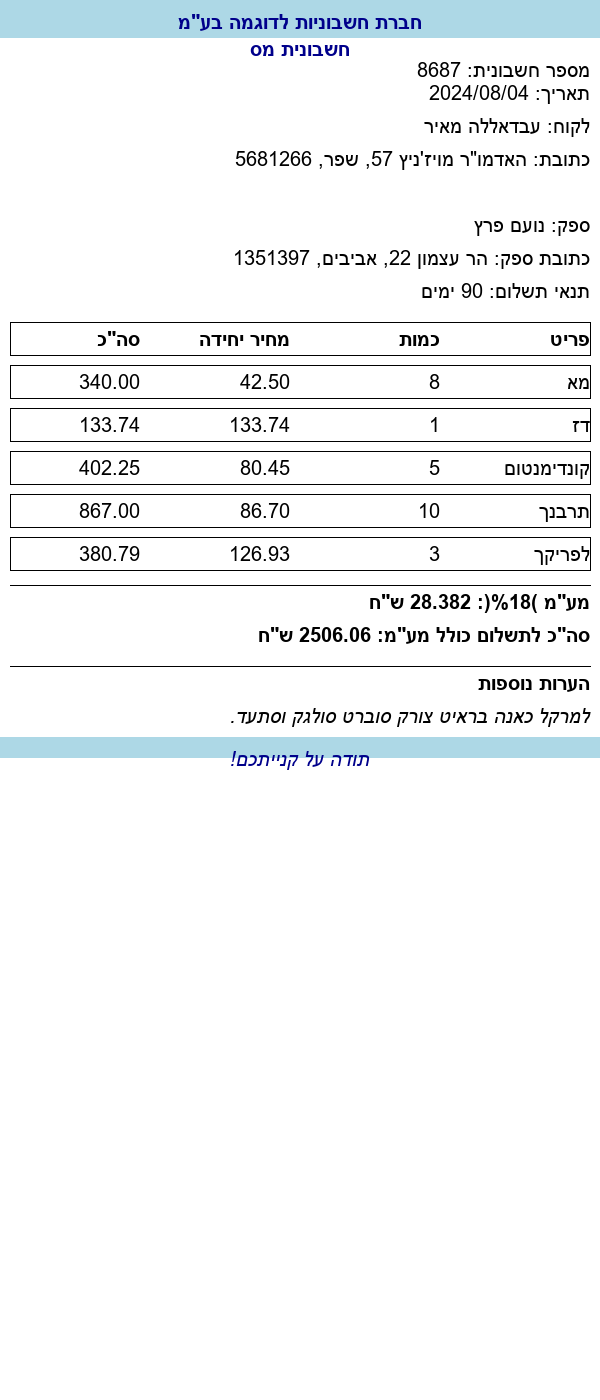 חברת חשבוניות לדוגמה בע"מ
חשבונית מס
מספר חשבונית: 8687
תאריך: 2024/08/04
לקוח: עבדאללה מאיר
כתובת: האדמו"ר מויז'ניץ 57, שפר, 5681266
ספק: נועם פרץ
כתובת ספק: הר עצמון 22, אביבים, 1351397
תנאי תשלום: 90 ימים
פריט כמות מחיר יחידה סה"כ
מא 8 42.50 340.00
דז 1 133.74 133.74
קונדימנטום 5 80.45 402.25
תרבנך 10 86.70 867.00
לפריקך 3 126.93 380.79
מע"מ )18%(: 28.382 ש"ח
סה"כ לתשלום כולל מע"מ: 2506.06 ש"ח
הערות נוספות
למרקל כאנה בראיט צורק סוברט סולגק וסתעד.
תודה על קנייתכם!